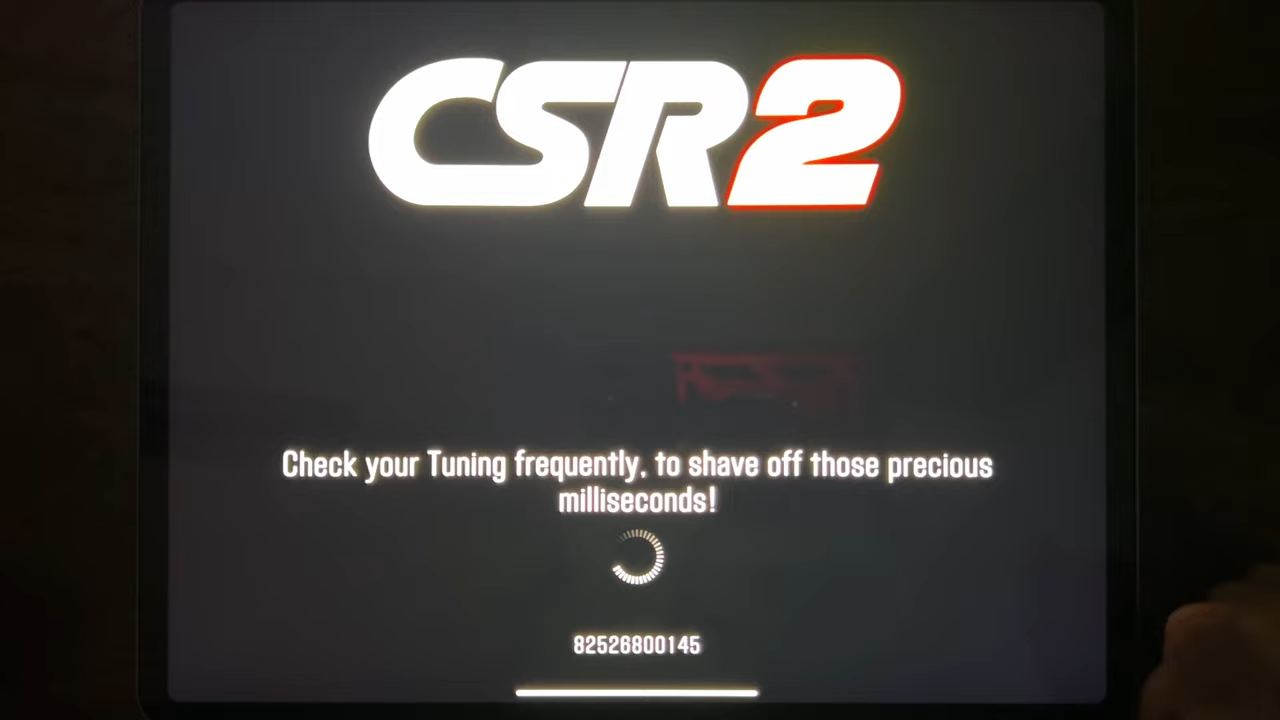 CSR2
Check your Tuning frequently, to shave off those precious
milliseconds!
82526800145